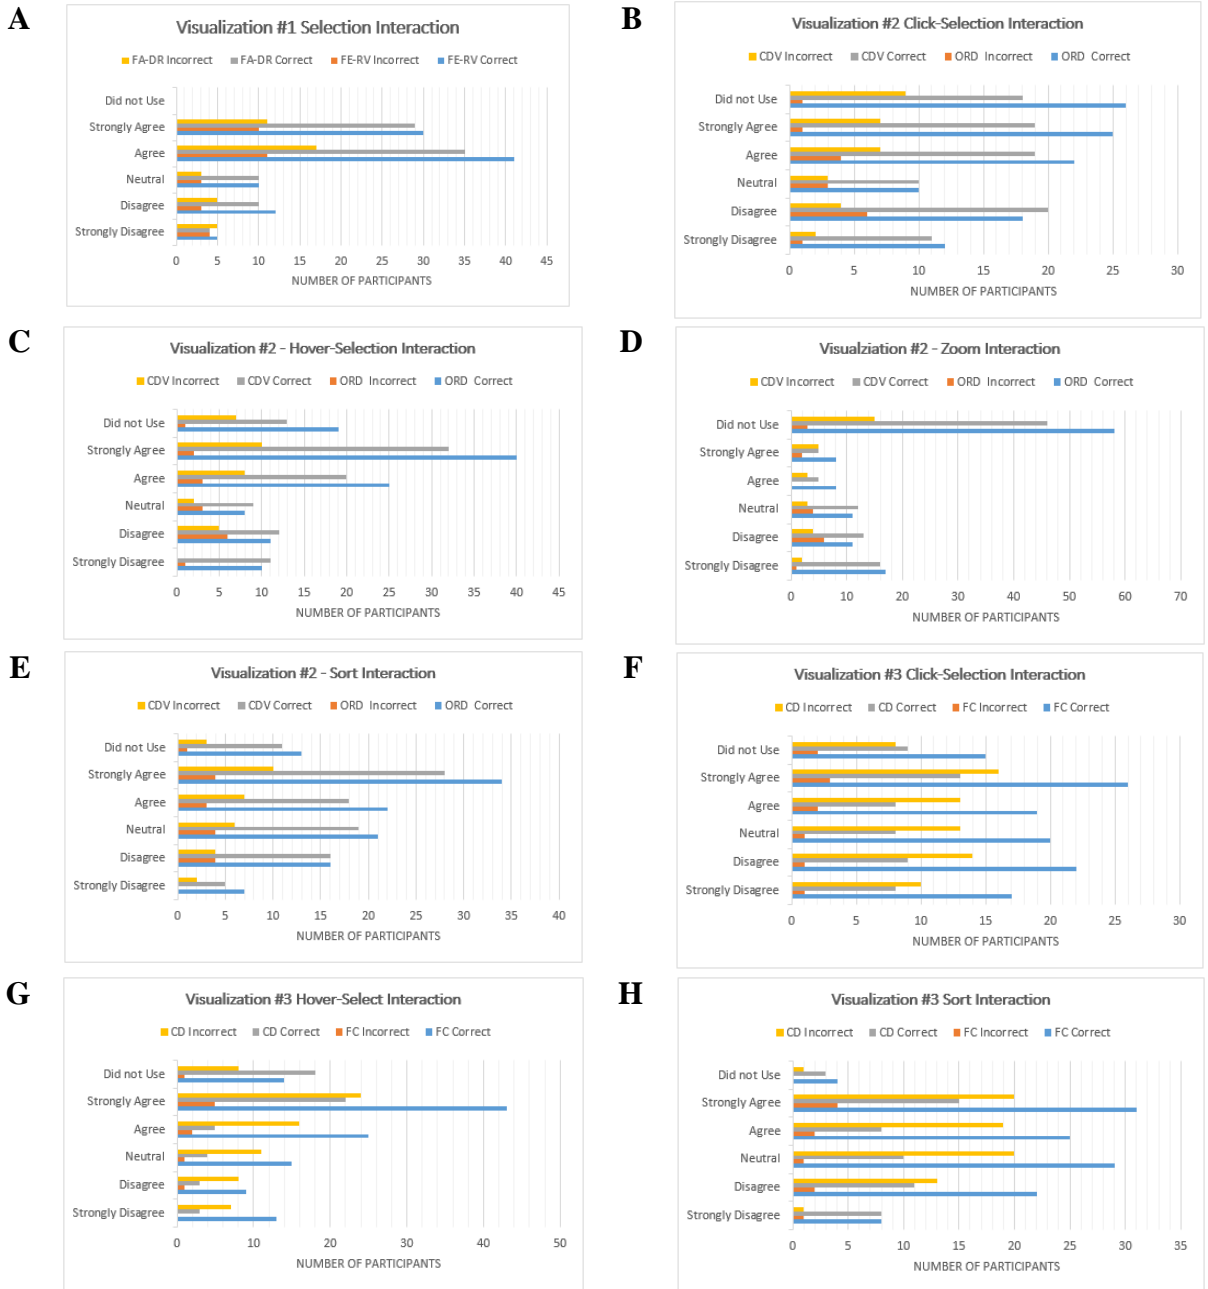 A
Visualization #1 Selection Interaction
FA-DR Incorrect FA-DR Correct FE-RV Incorrect FE-RV Correct
Did not Use
Strongly Agree
Agree
Neutral
Disagree
Strongly Disagree
0 5 10 15 20 25 30 35 40 45
NUMBER OF PARTICIPANTS
B
Visualization #2 Click-Selection Interaction
CDV Incorrect CDV Correct ORD Incorrect ORD Correct
Did not Use
Strongly Agree
Agree
Neutral
Disagree
Strongly Disagree
0 5 10 15 20 25 30
NUMBER OF PARTICIPANTS
C
Visualization #2 - Hover-Selection Interaction
CDV Incorrect CDV Correct ORD Incorrect ORD Correct
Did not Use
Strongly Agree
Agree
Neutral
Disagree
Strongly Disagree
0 5 10 15 20 25 30 35 40 45
NUMBER OF PARTICIPANTS
D
Visualziation #2 - Zoom Interaction
CDV Incorrect CDV Correct ORD Incorrect ORD Correct
Did not Use
Strongly Agree
Agree
Neutral
Disagree
Strongly Disagree
0 10 20 30 40 50 60 70
NUMBER OF PARTICIPANTS
E
Visualization #2 - Sort Interaction
CDV Incorrect CDV Correct ORD Incorrect ORD Correct
Did not Use
Strongly Agree
Agree
Neutral
Disagree
Strongly Disagree
0 5 10 15 20 25 30 35 40
NUMBER OF PARTICIPANTS
F
Visualization #3 Click-Selection Interaction
CD Incorrect CD Correct FC Incorrect FC Correct
Did not Use
Strongly Agree
Agree
Neutral
Disagree
Strongly Disagree
0 5 10 15 20 25 30
NUMBER OF PARTICIPANTS
G
Visualization #3 Hover-Select Interaction
CD Incorrect CD Correct FC Incorrect FC Correct
Did not Use
Strongly Agree
Agree
Neutral
Disagree
Strongly Disagree
0 10 20 30 40 50
NUMBER OF PARTICIPANTS
H
Visualization #3 Sort Interaction
CD Incorrect CD Correct FC Incorrect FC Correct
Did not Use
Strongly Agree
Agree
Neutral
Disagree
Strongly Disagree
0 5 10 15 20 25 30 35
NUMBER OF PARTICIPANTS